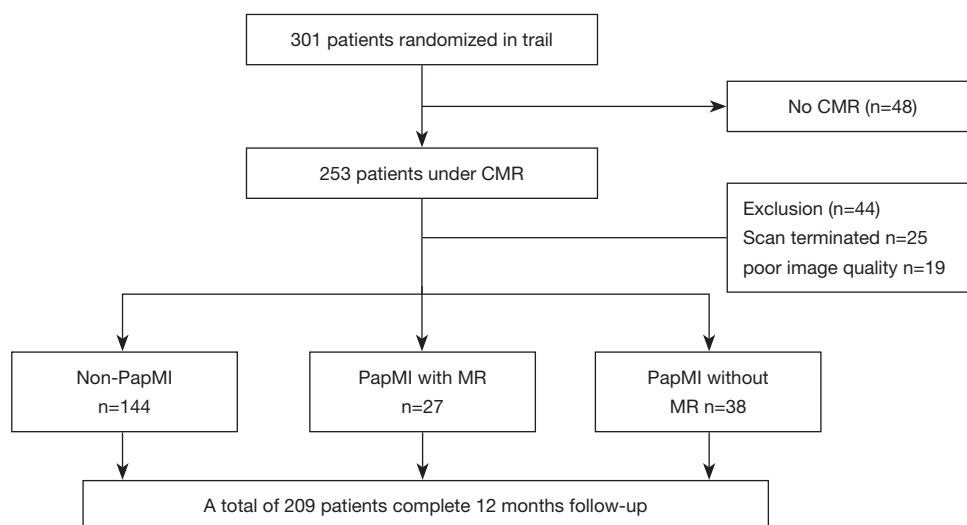 301 patients randomized in trail
No CMR (n=48)
253 patients under CMR
Exclusion (n=44)
Scan terminated n=25
poor image quality n=19
Non-PapMI
n=144
PapMI with MR
n=27
PapMI without
MR n=38
A total of 209 patients complete 12 months follow-up